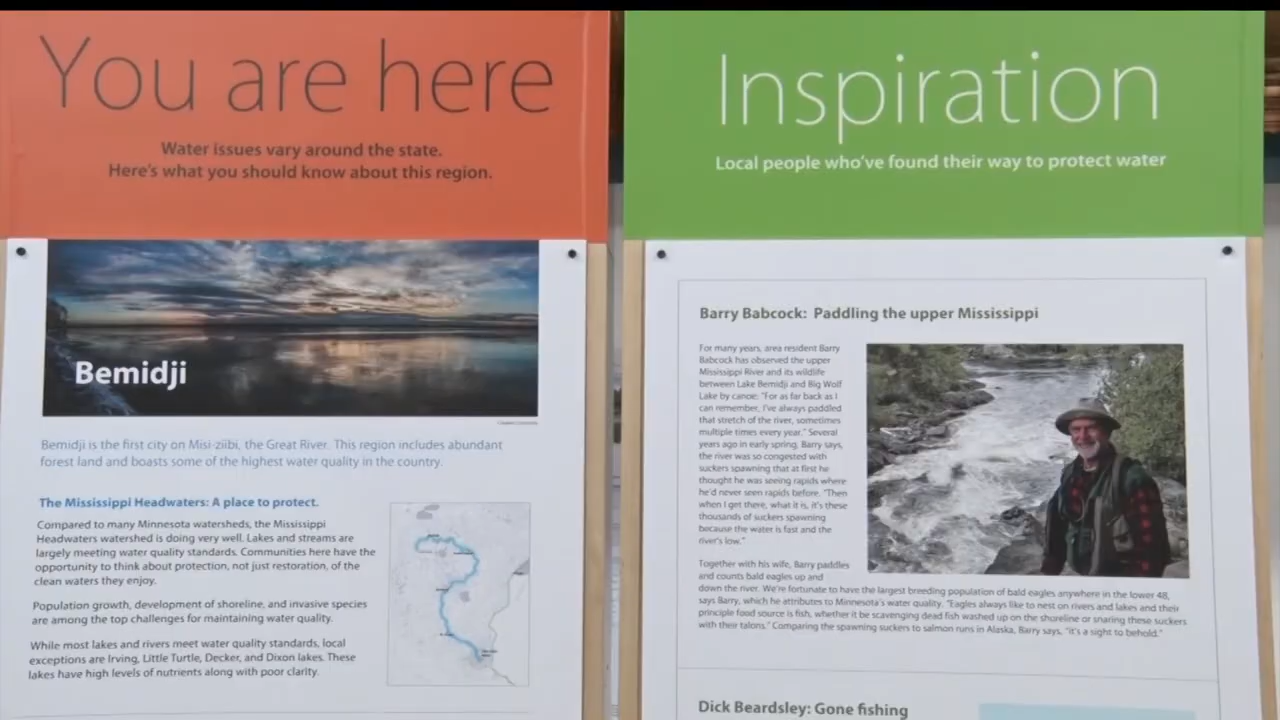 You are here
Water issues vary around the state.
Here's what you should know about this region.
Bemidji
Bemidji is the first city on Misi-ziibi, the Great River. This region includes abundant
forest land and boasts some of the highest water quality in the country.
The Mississippi Headwaters: A place to protect.
Compared to many Minnesota watersheds, the Mississippi
Headwaters watershed is doing very well. Lakes and streams are
largely meeting water quality standards. Communities here have the
opportunity to think about protection, not just restoration, of the
clean waters they enjoy.
Population growth, development of shoreline, and invasive species
are among the top challenges for maintaining water quality.
While most lakes and rivers meet water quality standards, local
exceptions are Irving, Little Turtle, Decker, and Dixon lakes. These
lakes have high levels of nutrients along with poor clarity.
Inspiration
Local people who've found their way to protect water
Barry Babcock: Paddling the upper Mississippi
For many years, area resident Barry
Babcock has observed the upper
Mississippi River and its wildlife
between Lake Bemidji and Big Wolf
Lake by canoe: "For as far back as I
can remember, I've always paddled
that stretch of the river, sometimes
multiple times every year." Several
years ago in early spring, Barry says,
the river was so congested with
suckers spawning that at first he
thought he was seeing rapids where
he'd never seen rapids before. "Then
when I get there, what it is, it's these
thousands of suckers spawning
because the water is fast and the
river's low."
Together with his wife, Barry paddles
and counts bald eagles up and
down the river. We're fortunate to have the largest breeding population of bald eagles anywhere in the lower 48,
says Barry, which he attributes to Minnesota's water quality. "Eagles always like to nest on rivers and lakes and their
principle food source is fish, whether it be scavenging dead fish washed up on the shoreline or snaring these suckers
with their talons." Comparing the spawning suckers to salmon runs in Alaska, Barry says, "it's a sight to behold."
Dick Beardsley: Gone fishing